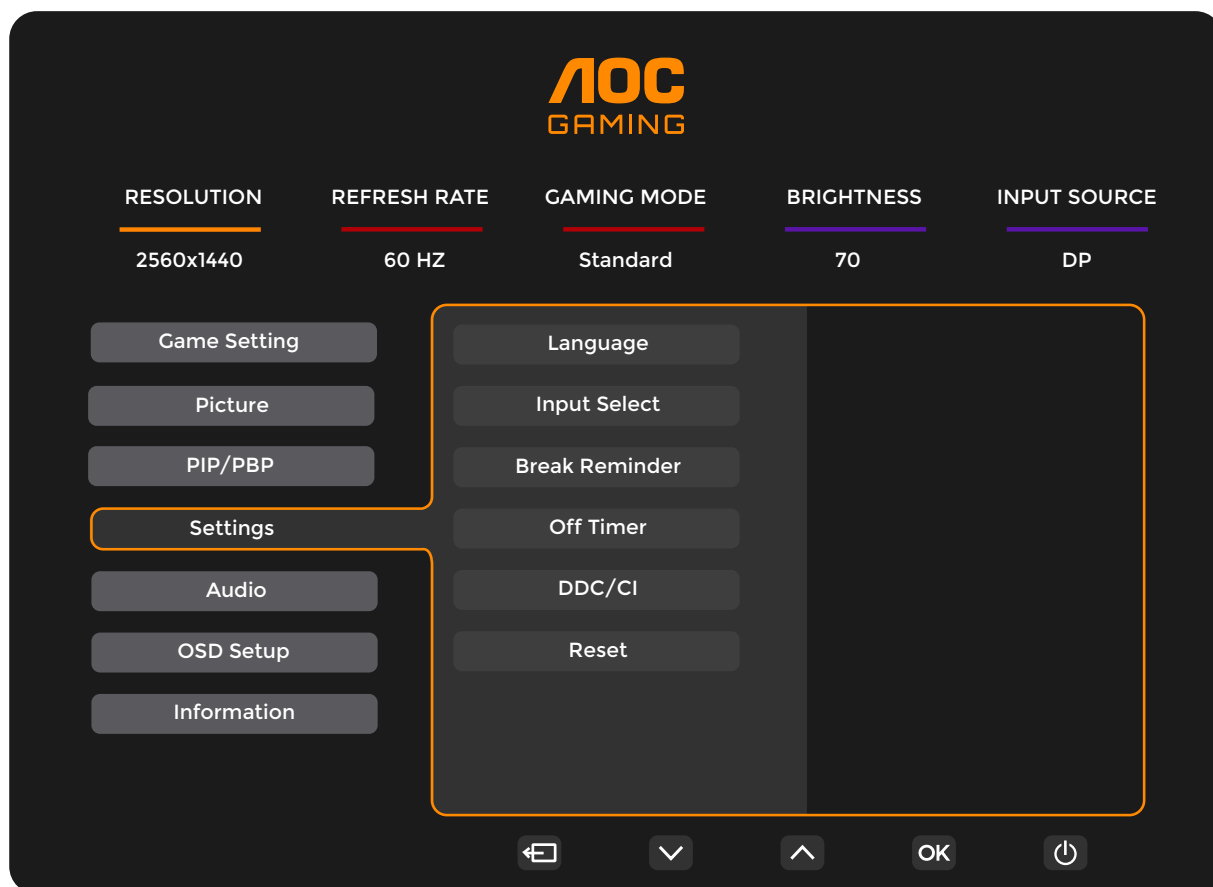 AOC
GAMING
RESOLUTION REFRESH RATE GAMING MODE BRIGHTNESS INPUT SOURCE
2560x1440 60 HZ Standard 70 DP
Game Setting Language
Picture Input Select
PIP/PBP Break Reminder
Settings Off Timer
Audio DDC/CI
OSD Setup Reset
Information
OK